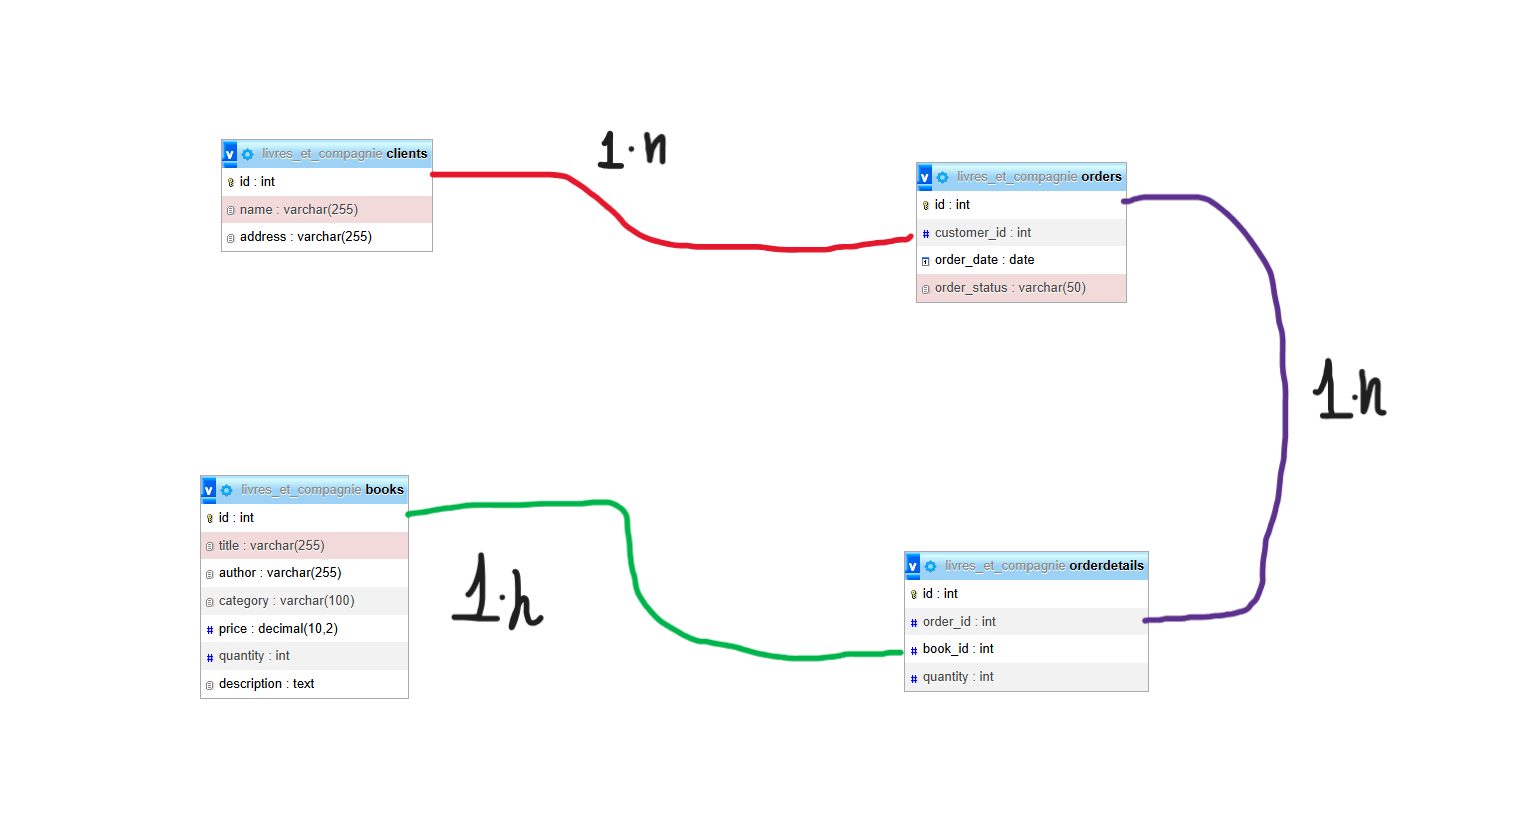 v livres_et_compagnie clients
id : int
name : varchar(255)
address : varchar(255)
1.n
v livres_et_compagnie orders
id : int
# customer_id : int
order_date : date
order_status : varchar(50)
1.n
v livres_et_compagnie books
id : int
title : varchar(255)
author : varchar(255)
category : varchar(100)
# price : decimal(10,2)
# quantity : int
description : text
1.n
v livres_et_compagnie orderdetails
id : int
# order_id : int
# book_id : int
# quantity : int